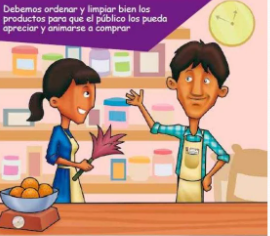 Debemos ordenar y limpiar bien los
productos para que el público los pueda
apreciar y animarse a comprar